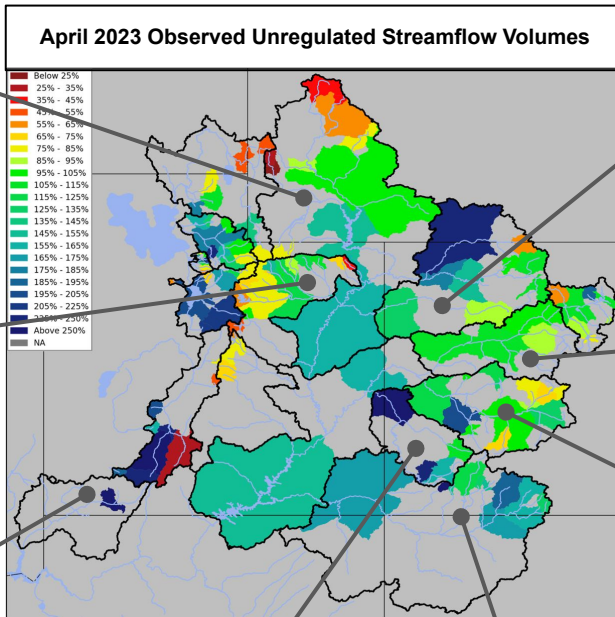 April 2023 Observed Unregulated Streamflow Volumes
Below 25%
25% - 35%
35% - 45%
45% - 55%
55% - 65%
65% - 75%
75% - 85%
85% - 95%
95% - 105%
105% - 115%
115% - 125%
125% - 135%
135% - 145%
145% - 155%
155% - 165%
165% - 175%
175% - 185%
185% - 195%
195% - 205%
205% - 225%
225% - 250%
Above 250%
NA